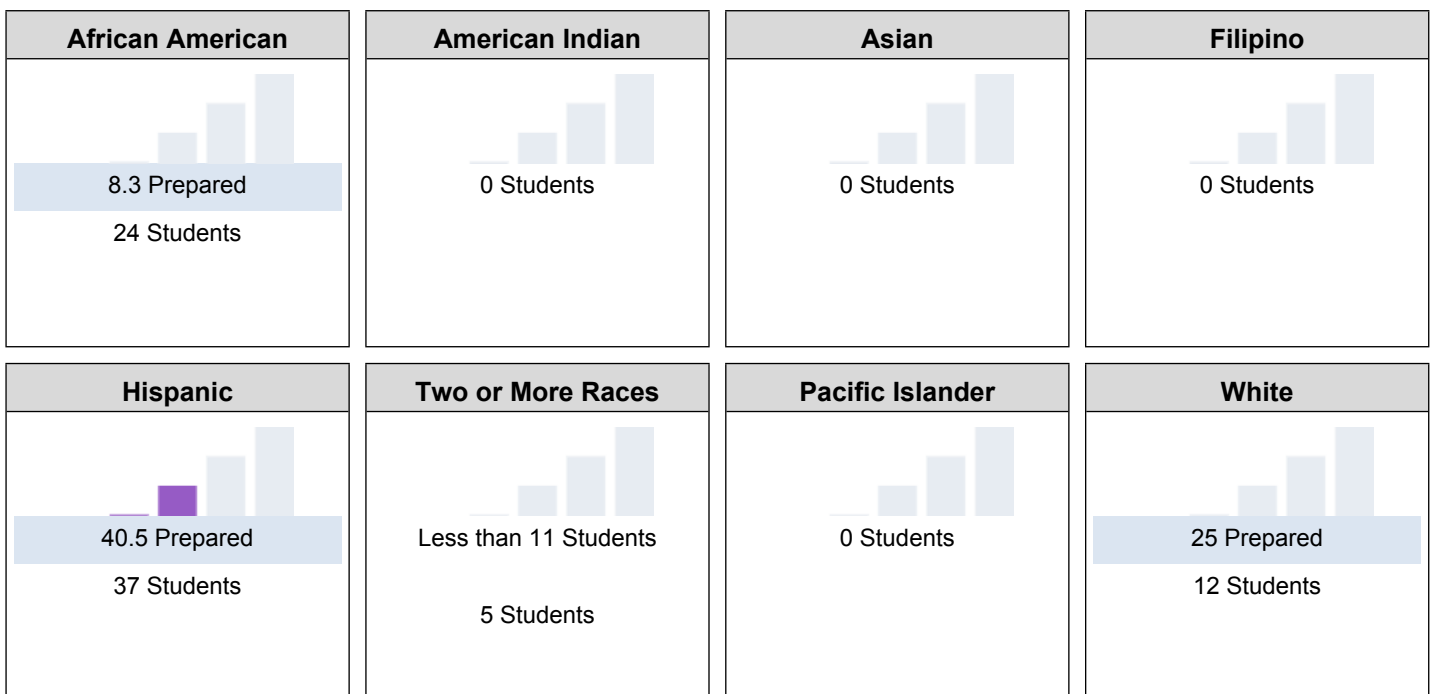 African American
8.3 Prepared
24 Students
American Indian
0 Students
Asian
0 Students
Filipino
0 Students
Hispanic
40.5 Prepared
37 Students
Two or More Races
Less than 11 Students
5 Students
Pacific Islander
0 Students
White
25 Prepared
12 Students